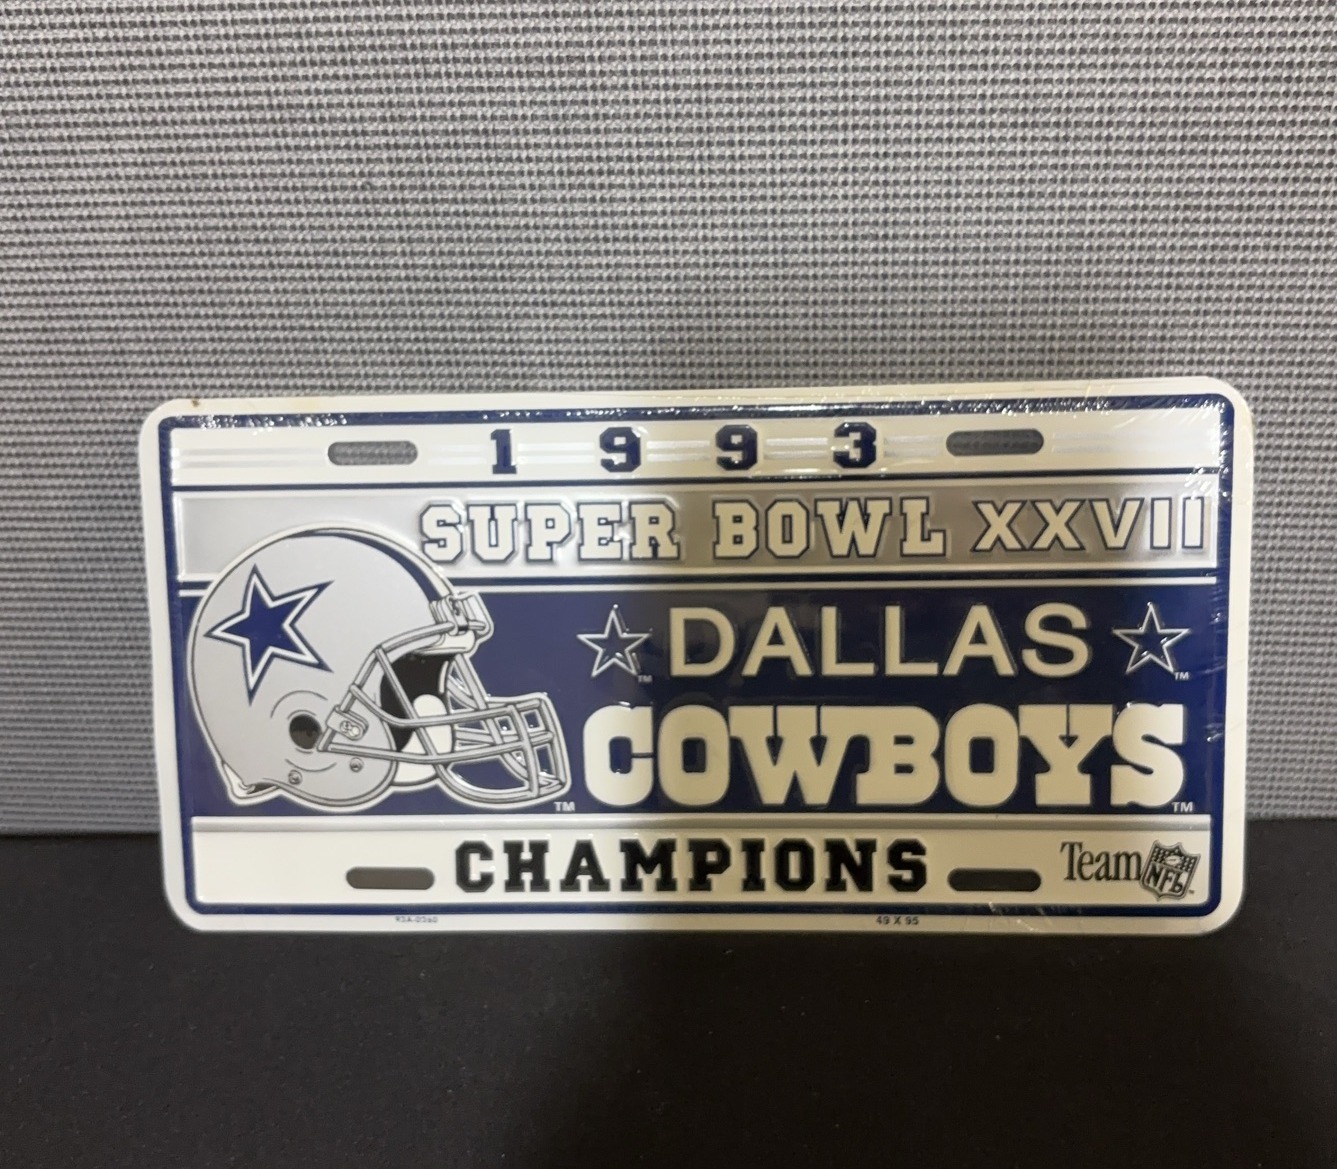 1993
SUPER BOWL XXVII
DALLAS
COWBOYS
CHAMPIONS
Team NFL
49 X 95